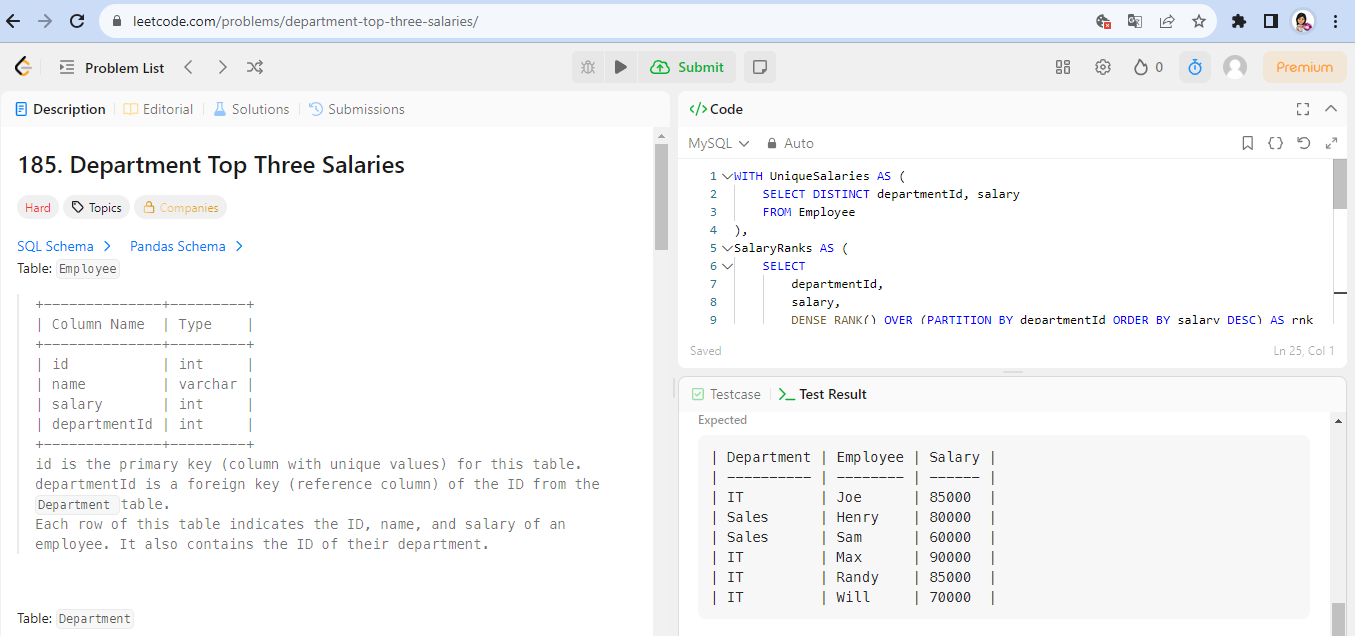 leetcode.com/problems/department-top-three-salaries/
Problem List
Submit
0
Premium
Description
Editorial
Solutions
Submissions
185. Department Top Three Salaries
Hard
Topics
Companies
SQL Schema
Pandas Schema
Table: Employee
+--------------+---------+
| Column Name  | Type    |
+--------------+---------+
| id           | int     |
| name         | varchar |
| salary       | int     |
| departmentId | int     |
+--------------+---------+
id is the primary key (column with unique values) for this table.
departmentId is a foreign key (reference column) of the ID from the
Department table.
Each row of this table indicates the ID, name, and salary of an
employee. It also contains the ID of their department.
Table: Department
</> Code
MySQL
Auto
1 WITH UniqueSalaries AS (
2     SELECT DISTINCT departmentId, salary
3     FROM Employee
4 ),
5 SalaryRanks AS (
6     SELECT
7         departmentId,
8         salary,
9         DENSE_RANK() OVER (PARTITION BY departmentId ORDER BY salary DESC) AS rnk
Saved
Ln 25, Col 1
Testcase
Test Result
Expected
| Department | Employee | Salary |
| ---------- | -------- | ------ |
| IT         | Joe      | 85000  |
| Sales      | Henry    | 80000  |
| Sales      | Sam      | 60000  |
| IT         | Max      | 90000  |
| IT         | Randy    | 85000  |
| IT         | Will     | 70000  |